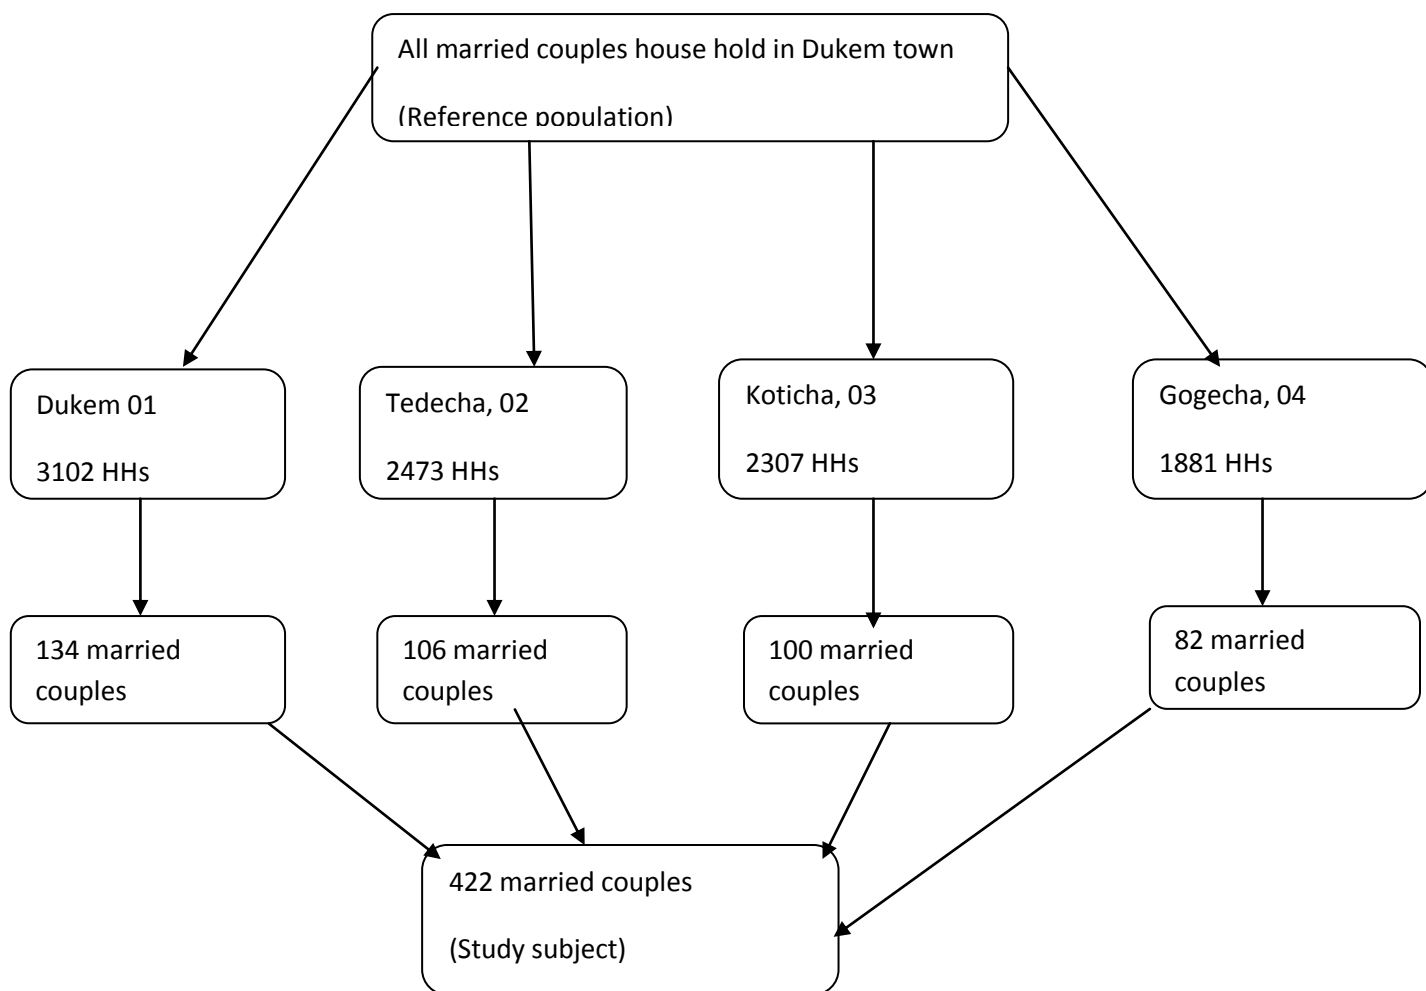 All married couples house hold in Dukem town
(Reference population)
Dukem 01
3102 HHs
Tedecha, 02
2473 HHs
Koticha, 03
2307 HHs
Gogecha, 04
1881 HHs
134 married
couples
106 married
couples
100 married
couples
82 married
couples
422 married couples
(Study subject)